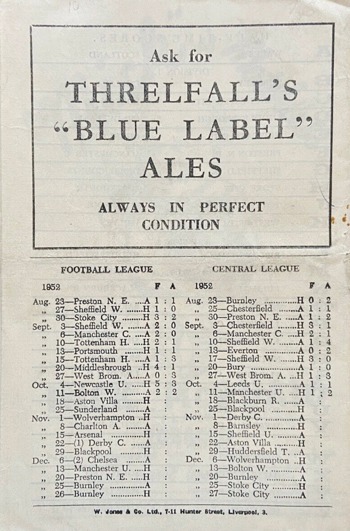 Ask for
THRELFALL'S
"BLUE LABEL"
ALES
ALWAYS IN PERFECT
CONDITION
FOOTBALL LEAGUE
1952 F A
Aug. 23—Preston N. E. ...A 1 : 1
„ 27—Sheffield W. ......H 1 : 0
„ 30—Stoke City .........H 3 : 2
Sept. 3—Sheffield W. ......A 2 : 0
„ 6—Manchester C. ...A 2 : 0
„ 10—Tottenham H. ...H 2 : 1
„ 13—Portsmouth ......H 1 : 1
„ 15—Tottenham H. ...A 1 : 3
„ 20—Middlesbrough ..H 4 : 1
„ 27—West Brom. ......A 0 : 3
Oct. 4—Newcastle U. ...H 5 : 3
„ 11—Bolton W. .........A 2 : 2
„ 18—Aston Villa ......H :
„ 25—Sunderland ......A :
Nov. 1—Wolverhampton .H :
„ 8—Charlton A. ......A :
„ 15—Arsenal ............H :
„ 22—(1) Derby C. ...A :
„ 29—Blackpool .........H :
Dec. 6—(2) Chelsea ......A :
„ 13—Manchester U. ...H :
„ 20—Preston N. E. ...H :
„ 25—Burnley ............A :
„ 26—Burnley ............H :
CENTRAL LEAGUE
1952 F A
Aug. 23—Burnley ............H 0 : 2
„ 25—Chesterfield ......A 1 : 1
„ 30—Preston N. E. ...A 1 : 2
Sept. 3—Chesterfield ......H 3 : 1
„ 6—Manchester C. ...H 2 : 1
„ 10—Sheffield W. ......A 1 : 4
„ 13—Everton ............A 0 : 2
„ 17—Sheffield W. ......H 3 : 0
„ 20—Bury ...............A 1 : 0
„ 27—West Brom. A. ...H 1 : 3
Oct. 4—Leeds U. .........A 1 : 1
„ 11—Manchester U. ...H 1 : 2
„ 18—Blackburn R. ...A :
„ 25—Blackpool .........H :
Nov. 1—Derby C. .........A :
„ 8—Barnsley .........H :
„ 15—Sheffield U. ......A :
„ 22—Aston Villa ......H :
„ 29—Huddersfield T. ..A :
Dec. 6—Wolverhampton ..H :
„ 13—Bolton W. .........A :
„ 20—Burnley ............A :
„ 25—Stoke City .........H :
„ 27—Stoke City .........A :
W. Jones & Co. Ltd., 7-11 Hunter Street, Liverpool, 3.